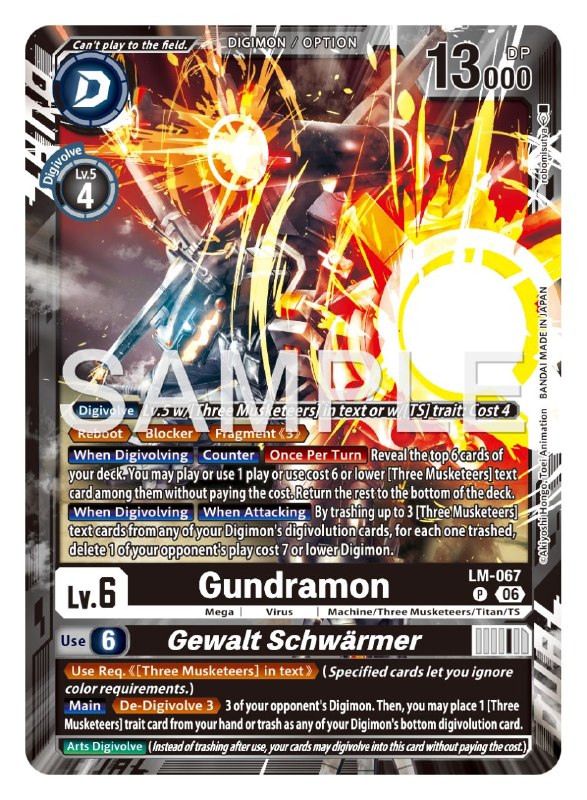 Can't play to the field.
DIGIMON / OPTION
13000 DP
D
Digivolve
Lv.5
4
robomisutya
SAMPLE
©Akiyoshi Hongo, Toei Animation BANDAI MADE IN JAPAN
Digivolve Lv.5 w/[Three Musketeers] in text or w/[TS] trait: Cost 4
Reboot Blocker Fragment《3》
When Digivolving Counter Once Per Turn Reveal the top 6 cards of
your deck. You may play or use 1 play or use cost 6 or lower [Three Musketeers] text
card among them without paying the cost. Return the rest to the bottom of the deck.
When Digivolving When Attacking By trashing up to 3 [Three Musketeers]
text cards from any of your Digimon's digivolution cards, for each one trashed,
delete 1 of your opponent's play cost 7 or lower Digimon.
Lv.6
Gundramon
LM-067
P 06
Mega | Virus | Machine/Three Musketeers/Titan/TS
Use 6
Gewalt Schwärmer
Use Req.《[Three Musketeers] in text》 (Specified cards let you ignore
color requirements.)
Main De-Digivolve 3 3 of your opponent's Digimon. Then, you may place 1 [Three
Musketeers] trait card from your hand or trash as any of your Digimon's bottom digivolution card.
Arts Digivolve (Instead of trashing after use, your cards may digivolve into this card without paying the cost.)